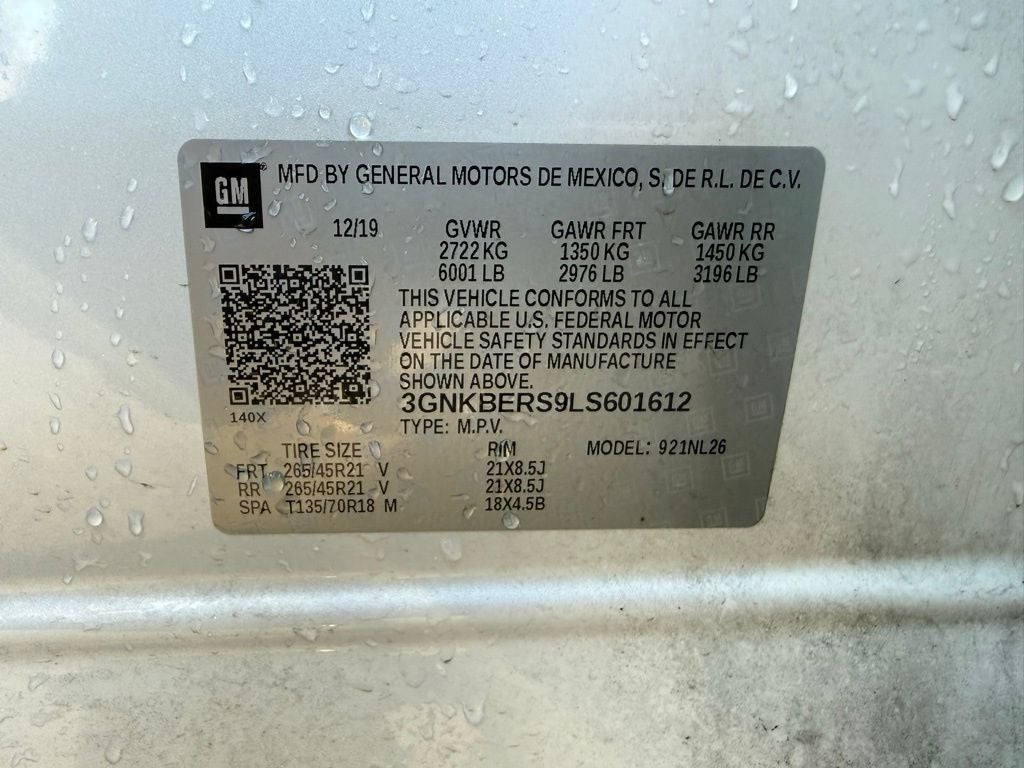 GM
MFD BY GENERAL MOTORS DE MEXICO, S. DE R.L. DE C.V.
12/19 GVWR GAWR FRT GAWR RR
2722 KG 1350 KG 1450 KG
6001 LB 2976 LB 3196 LB
THIS VEHICLE CONFORMS TO ALL
APPLICABLE U.S. FEDERAL MOTOR
VEHICLE SAFETY STANDARDS IN EFFECT
ON THE DATE OF MANUFACTURE
SHOWN ABOVE.
3GNKBERS9LS601612
140X
TYPE: M.P.V.
TIRE SIZE RIM MODEL: 921NL26
FRT 265/45R21 V 21X8.5J
RR 265/45R21 V 21X8.5J
SPA T135/70R18 M 18X4.5B